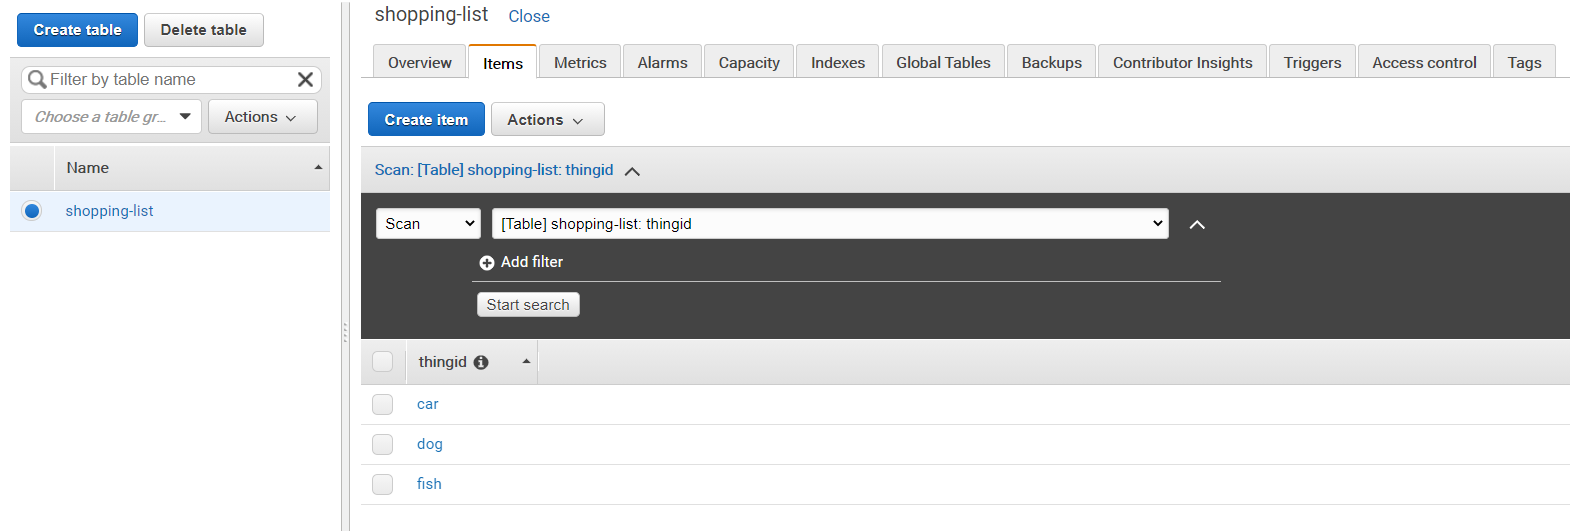 Create table Delete table
Filter by table name
Choose a table gr... Actions
Name
shopping-list
shopping-list Close
Overview Items Metrics Alarms Capacity Indexes Global Tables Backups Contributor Insights Triggers Access control Tags
Create item Actions
Scan: [Table] shopping-list: thingid
Scan [Table] shopping-list: thingid
Add filter
Start search
thingid
car
dog
fish